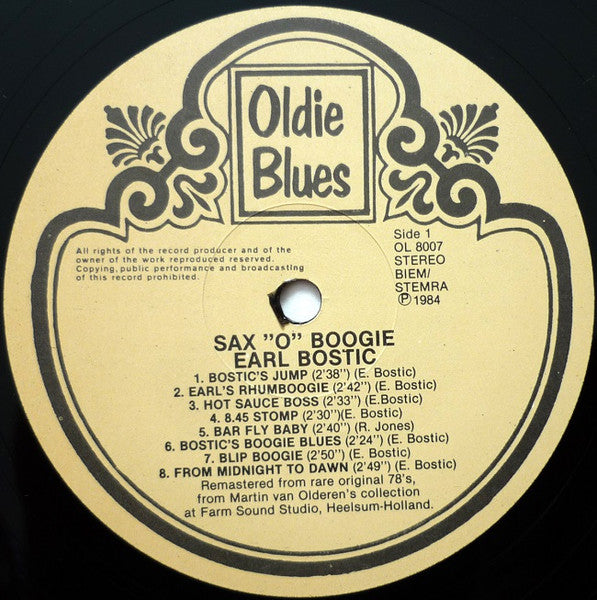 Oldie
Blues
All rights of the record producer and of the
owner of the work reproduced reserved.
Copying, public performance and broadcasting
of this record prohibited.
Side 1
OL 8007
STEREO
BIEM/
STEMRA
Ⓟ 1984
SAX "O" BOOGIE
EARL BOSTIC
1. BOSTIC'S JUMP (2'38") (E. Bostic)
2. EARL'S RHUMBOOGIE (2'42") (E. Bostic)
3. HOT SAUCE BOSS (2'33") (E.Bostic)
4. 8.45 STOMP (2'30")(E. Bostic)
5. BAR FLY BABY (2'40") (R. Jones)
6. BOSTIC'S BOOGIE BLUES (2'24") (E. Bostic)
7. BLIP BOOGIE (2'50") (E. Bostic)
8. FROM MIDNIGHT TO DAWN (2'49") (E. Bostic)
Remastered from rare original 78's,
from Martin van Olderen's collection
at Farm Sound Studio, Heelsum-Holland.